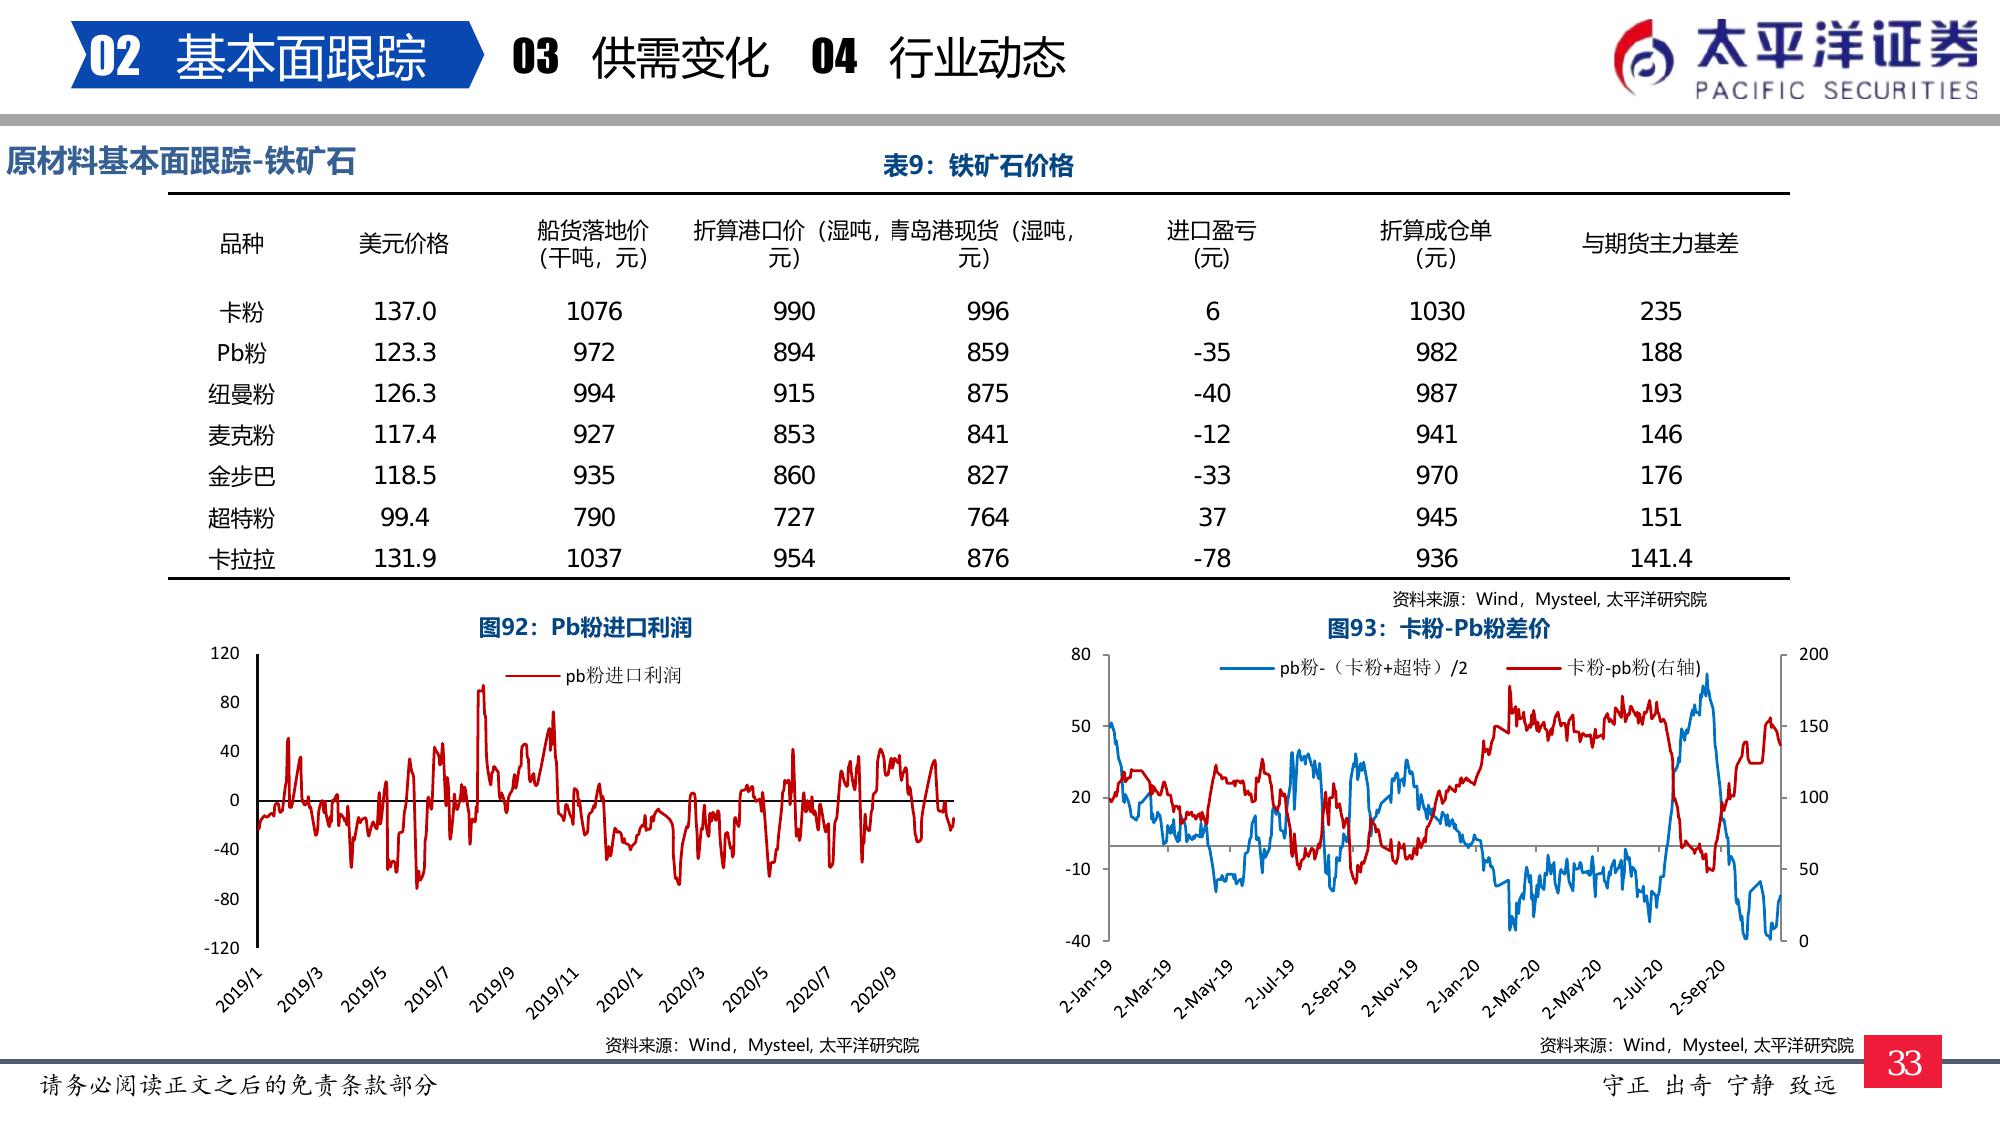 02 基本面跟踪 03 供需变化 04 行业动态
太平洋证券
PACIFIC SECURITIES
原材料基本面跟踪-铁矿石
表9：铁矿石价格
品种 美元价格 船货落地价（干吨，元） 折算港口价（湿吨，元） 青岛港现货（湿吨，元） 进口盈亏(元) 折算成仓单（元） 与期货主力基差
卡粉 137.0 1076 990 996 6 1030 235
Pb粉 123.3 972 894 859 -35 982 188
纽曼粉 126.3 994 915 875 -40 987 193
麦克粉 117.4 927 853 841 -12 941 146
金步巴 118.5 935 860 827 -33 970 176
超特粉 99.4 790 727 764 37 945 151
卡拉拉 131.9 1037 954 876 -78 936 141.4
资料来源：Wind，Mysteel, 太平洋研究院
图92：Pb粉进口利润
pb粉进口利润
120
80
40
0
-40
-80
-120
2019/1 2019/3 2019/5 2019/7 2019/9 2019/11 2020/1 2020/3 2020/5 2020/7 2020/9
资料来源：Wind，Mysteel, 太平洋研究院
图93：卡粉-Pb粉差价
pb粉-（卡粉+超特）/2 卡粉-pb粉(右轴)
80 200
50 150
20 100
-10 50
-40 0
2-Jan-19 2-Mar-19 2-May-19 2-Jul-19 2-Sep-19 2-Nov-19 2-Jan-20 2-Mar-20 2-May-20 2-Jul-20 2-Sep-20
资料来源：Wind，Mysteel, 太平洋研究院
33
请务必阅读正文之后的免责条款部分
守正 出奇 宁静 致远